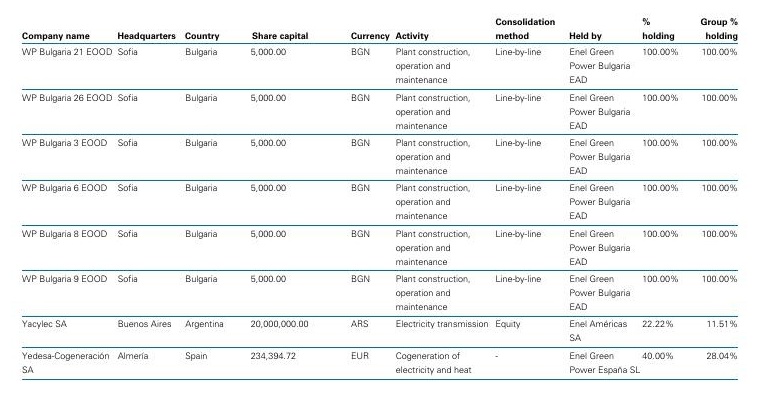 Company name Headquarters Country Share capital Currency Activity Consolidation method Held by % holding Group % holding
WP Bulgaria 21 EOOD Sofia Bulgaria 5,000.00 BGN Plant construction, Line-by-line Enel Green 100.00% 100.00%
operation and Power Bulgaria
maintenance EAD
WP Bulgaria 26 EOOD Sofia Bulgaria 5,000.00 BGN Plant construction, Line-by-line Enel Green 100.00% 100.00%
operation and Power Bulgaria
maintenance EAD
WP Bulgaria 3 EOOD Sofia Bulgaria 5,000.00 BGN Plant construction, Line-by-line Enel Green 100.00% 100.00%
operation and Power Bulgaria
maintenance EAD
WP Bulgaria 6 EOOD Sofia Bulgaria 5,000.00 BGN Plant construction, Line-by-line Enel Green 100.00% 100.00%
operation and Power Bulgaria
maintenance EAD
WP Bulgaria 8 EOOD Sofia Bulgaria 5,000.00 BGN Plant construction, Line-by-line Enel Green 100.00% 100.00%
operation and Power Bulgaria
maintenance EAD
WP Bulgaria 9 EOOD Sofia Bulgaria 5,000.00 BGN Plant construction, Line-by-line Enel Green 100.00% 100.00%
operation and Power Bulgaria
maintenance EAD
Yacylec SA Buenos Aires Argentina 20,000,000.00 ARS Electricity transmission Equity Enel Américas 22.22% 11.51%
SA
Yedesa-Cogeneración Almería Spain 234,394.72 EUR Cogeneration of - Enel Green 40.00% 28.04%
SA electricity and heat Power España SL